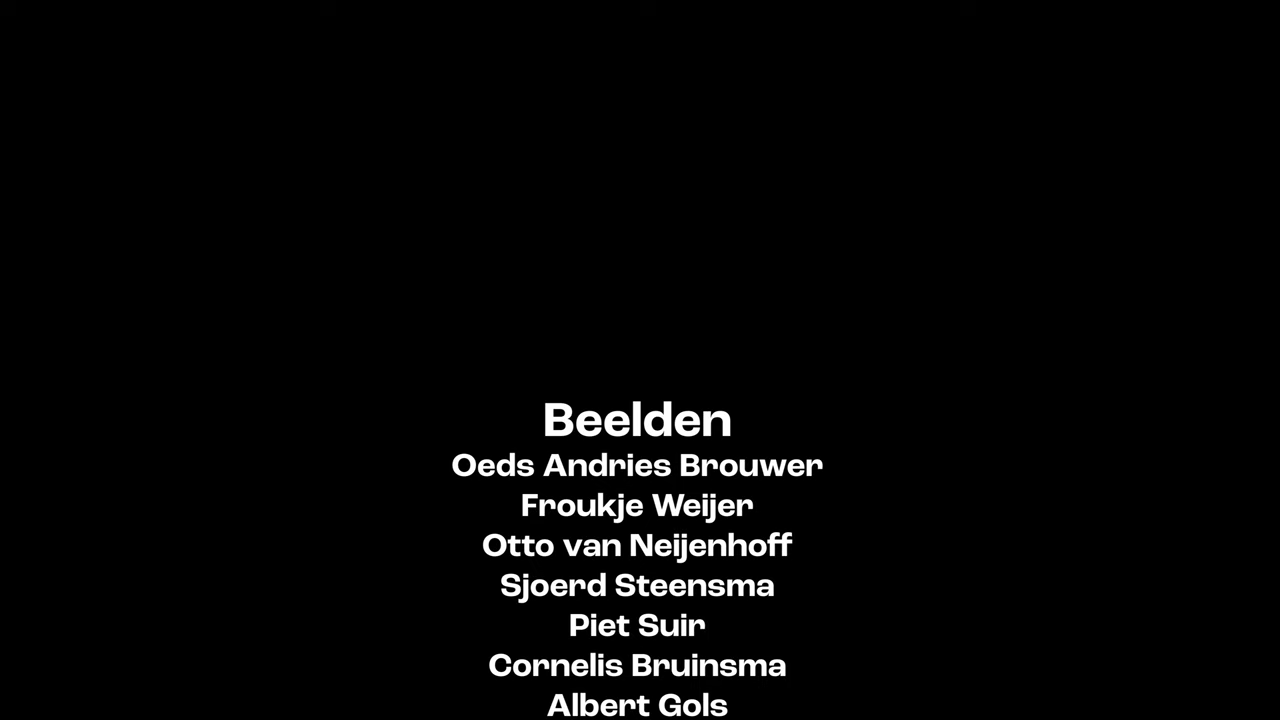 Beelden
Oeds Andries Brouwer
Froukje Weijer
Otto van Neijenhoff
Sjoerd Steensma
Piet Suir
Cornelis Bruinsma
Albert Gols